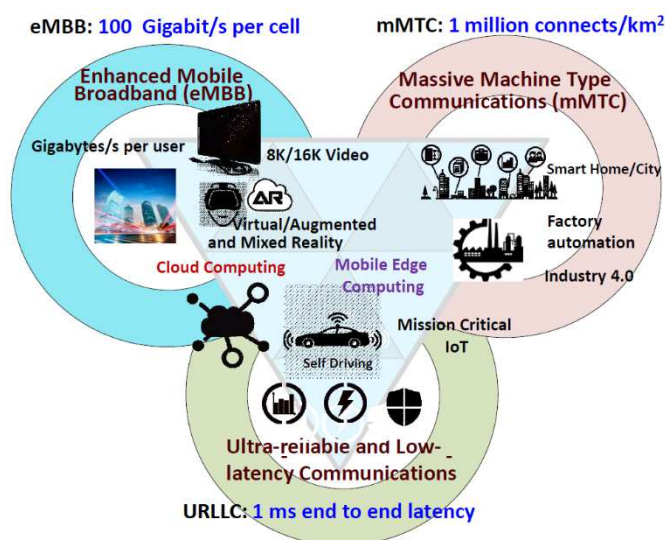 eMBB: 100 Gigabit/s per cell
mMTC: 1 million connects/km²
Enhanced Mobile
Broadband (eMBB)
Massive Machine Type
Communications (mMTC)
Gigabytes/s per user
8K/16K Video
Smart Home/City
AR
Virtual/Augmented
and Mixed Reality
Factory
automation
Industry 4.0
Cloud Computing
Mobile Edge
Computing
Mission Critical
IoT
Self Driving
Ultra-reliable and Low-
latency Communications
URLLC: 1 ms end to end latency